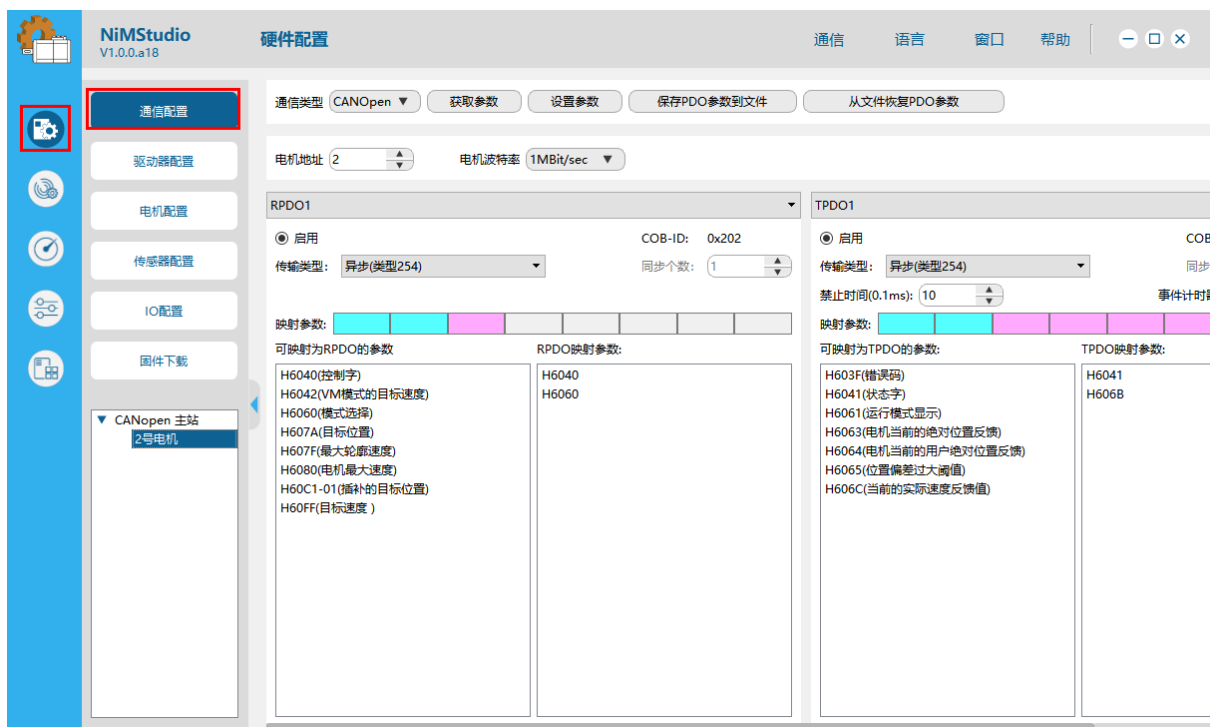 NiMStudio
V1.0.0.a18
硬件配置
通信
语言
窗口
帮助
通信配置
驱动器配置
电机配置
传感器配置
IO配置
固件下载
CANopen 主站
2号电机
通信类型 CANOpen 获取参数 设置参数 保存PDO参数到文件 从文件恢复PDO参数
电机地址 2 电机波特率 1MBit/sec
RPDO1
启用 COB-ID: 0x202
传输类型: 异步(类型254) 同步个数: 1
映射参数:
可映射为RPDO的参数
H6040(控制字)
H6042(VM模式的目标速度)
H6060(模式选择)
H607A(目标位置)
H607F(最大轮廓速度)
H6080(电机最大速度)
H60C1-01(插补的目标位置)
H60FF(目标速度 )
RPDO映射参数:
H6040
H6060
TPDO1
启用 COB
传输类型: 异步(类型254) 同步
禁止时间(0.1ms): 10 事件计时
映射参数:
可映射为TPDO的参数:
H603F(错误码)
H6041(状态字)
H6061(运行模式显示)
H6063(电机当前的绝对位置反馈)
H6064(电机当前的用户绝对位置反馈)
H6065(位置偏差过大阈值)
H606C(当前的实际速度反馈值)
TPDO映射参数:
H6041
H606B